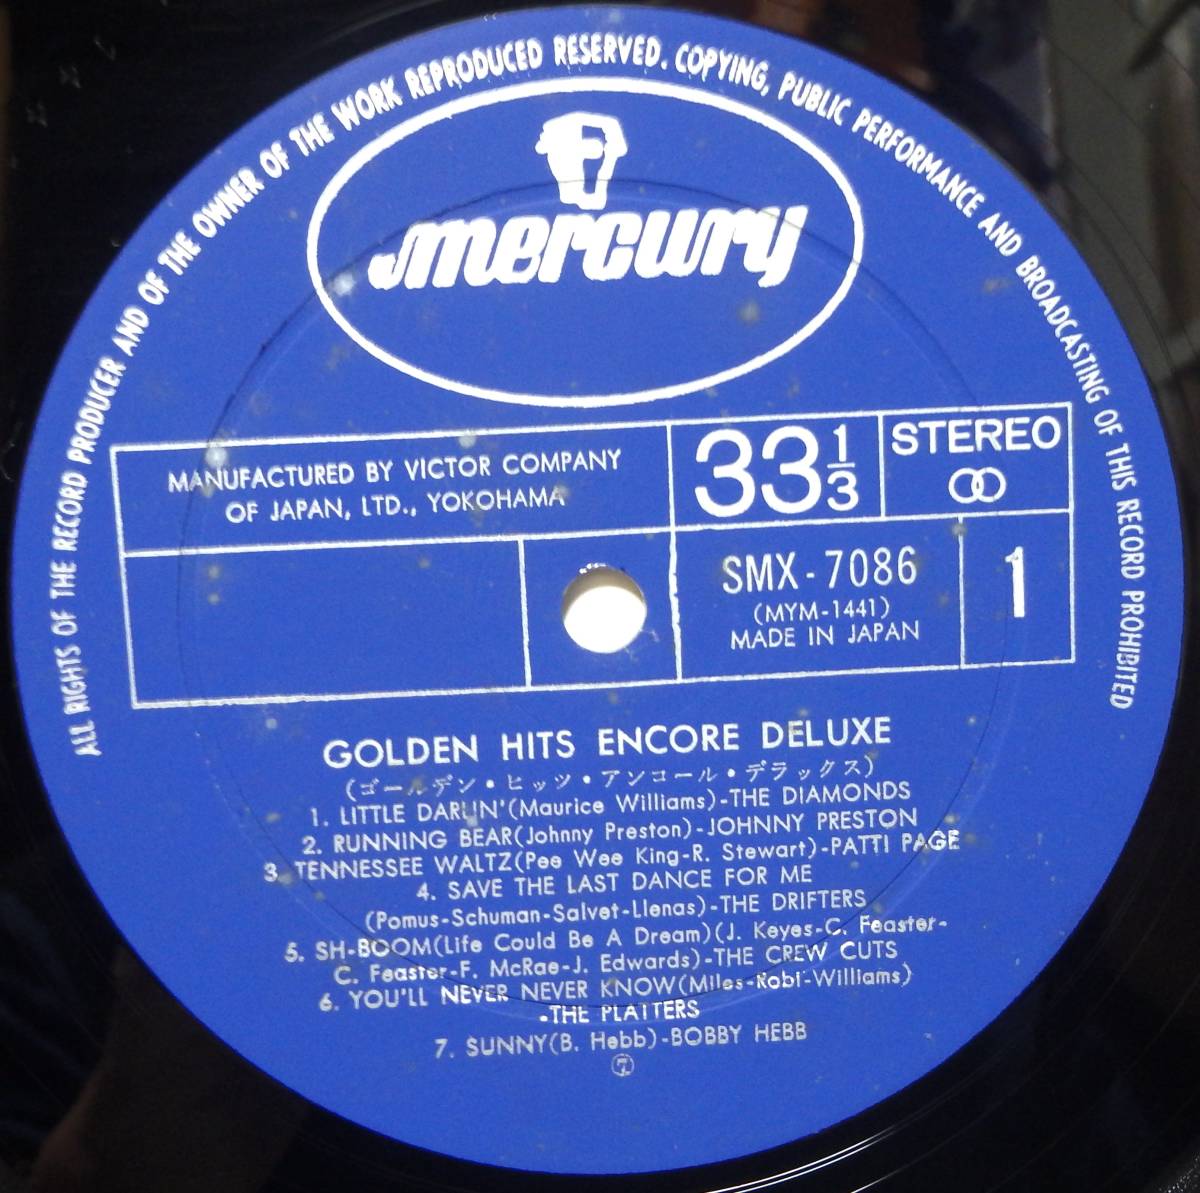 ALL RIGHTS OF THE RECORD PRODUCER AND OF THE OWNER OF THE WORK REPRODUCED RESERVED. COPYING, PUBLIC PERFORMANCE AND BROADCASTING OF THIS RECORD PROHIBITED
mercury
MANUFACTURED BY VICTOR COMPANY
OF JAPAN, LTD., YOKOHAMA
33 1/3
STEREO
SMX-7086
(MYM-1441)
MADE IN JAPAN
1
GOLDEN HITS ENCORE DELUXE
(ゴールデン・ヒッツ・アンコール・デラックス)
1. LITTLE DARLIN'(Maurice Williams)-THE DIAMONDS
2. RUNNING BEAR(Johnny Preston)-JOHNNY PRESTON
3. TENNESSEE WALTZ(Pee Wee King-R. Stewart)-PATTI PAGE
4. SAVE THE LAST DANCE FOR ME
(Pomus-Schuman-Salvet-Llenas)-THE DRIFTERS
5. SH-BOOM(Life Could Be A Dream)(J. Keyes-C. Feaster-
C. Feaster-F. McRae-J. Edwards)-THE CREW CUTS
6. YOU'LL NEVER NEVER KNOW(Miles-Robi-Williams)
-THE PLATTERS
7. SUNNY(B. Hebb)-BOBBY HEBB
⑦